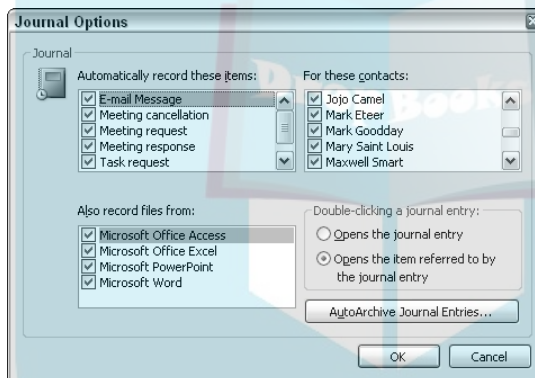 Journal Options
Journal
Automatically record these items:
E-mail Message
Meeting cancellation
Meeting request
Meeting response
Task request
For these contacts:
Jojo Camel
Mark Eteer
Mark Goodday
Mary Saint Louis
Maxwell Smart
Also record files from:
Microsoft Office Access
Microsoft Office Excel
Microsoft PowerPoint
Microsoft Word
Double-clicking a journal entry:
Opens the journal entry
Opens the item referred to by
the journal entry
AutoArchive Journal Entries...
OK
Cancel